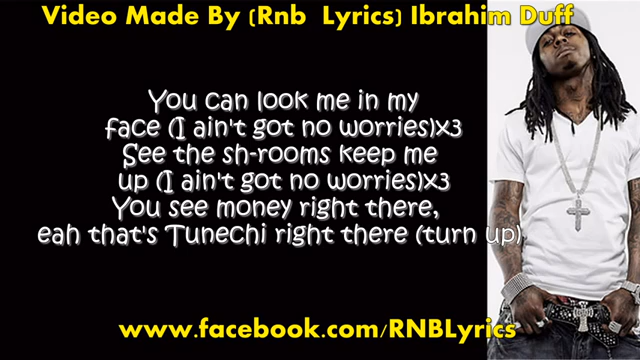 Video Made By (Rnb Lyrics) Ibrahim Duff
You can look me in my
face (I ain't got no worries)x3
See the sh-rooms keep me
up (I ain't got no worries)x3
You see money right there,
eah that's Tunechi right there (turn up)
www.facebook.com/RNBLyrics